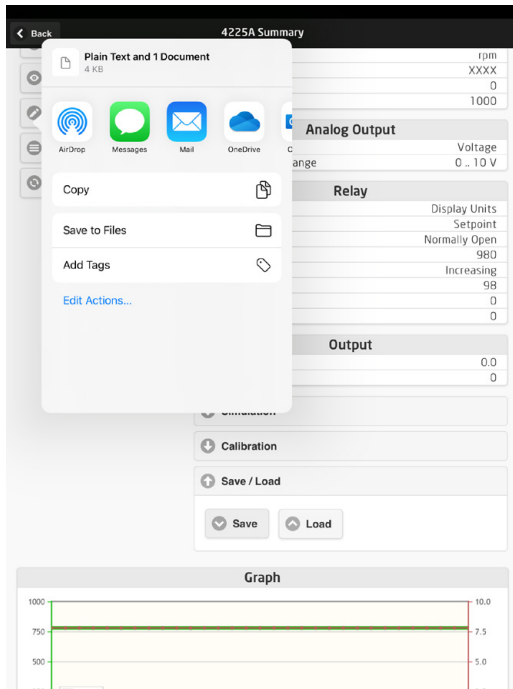 Back
4225A Summary
Plain Text and 1 Document
4 KB
AirDrop
Messages
Mail
OneDrive
Copy
Save to Files
Add Tags
Edit Actions...
rpm
XXXX
0
1000
Analog Output
Voltage
ange 0 .. 10 V
Relay
Display Units
Setpoint
Normally Open
980
Increasing
98
0
0
Output
0.0
0
Simulation
Calibration
Save / Load
Save
Load
Graph
1000
10.0
750
7.5
500
5.0